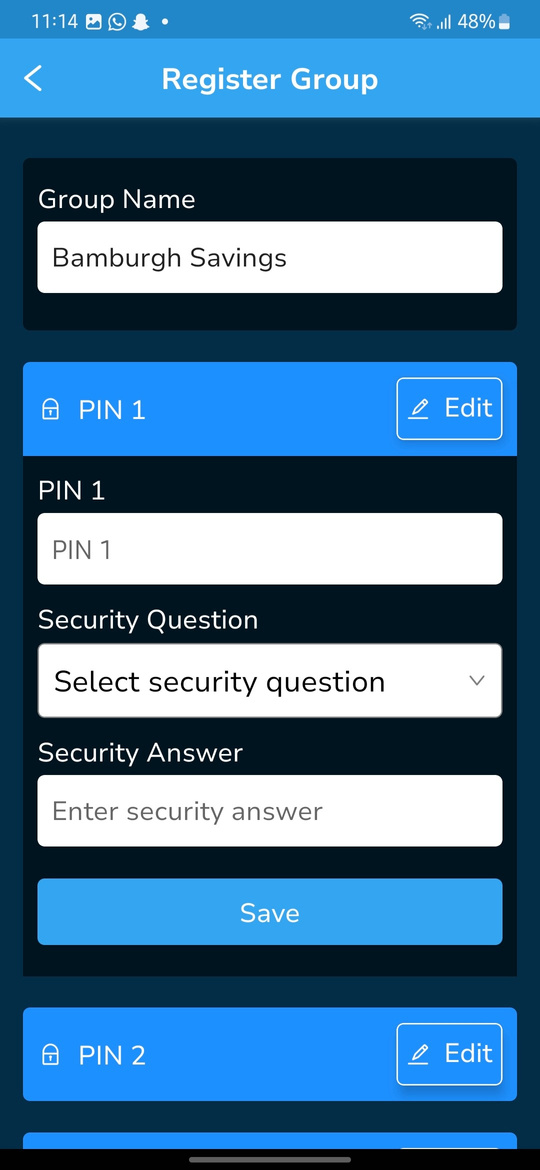 11:14 48%
Register Group
Group Name
Bamburgh Savings
PIN 1 Edit
PIN 1
PIN 1
Security Question
Select security question
Security Answer
Enter security answer
Save
PIN 2 Edit